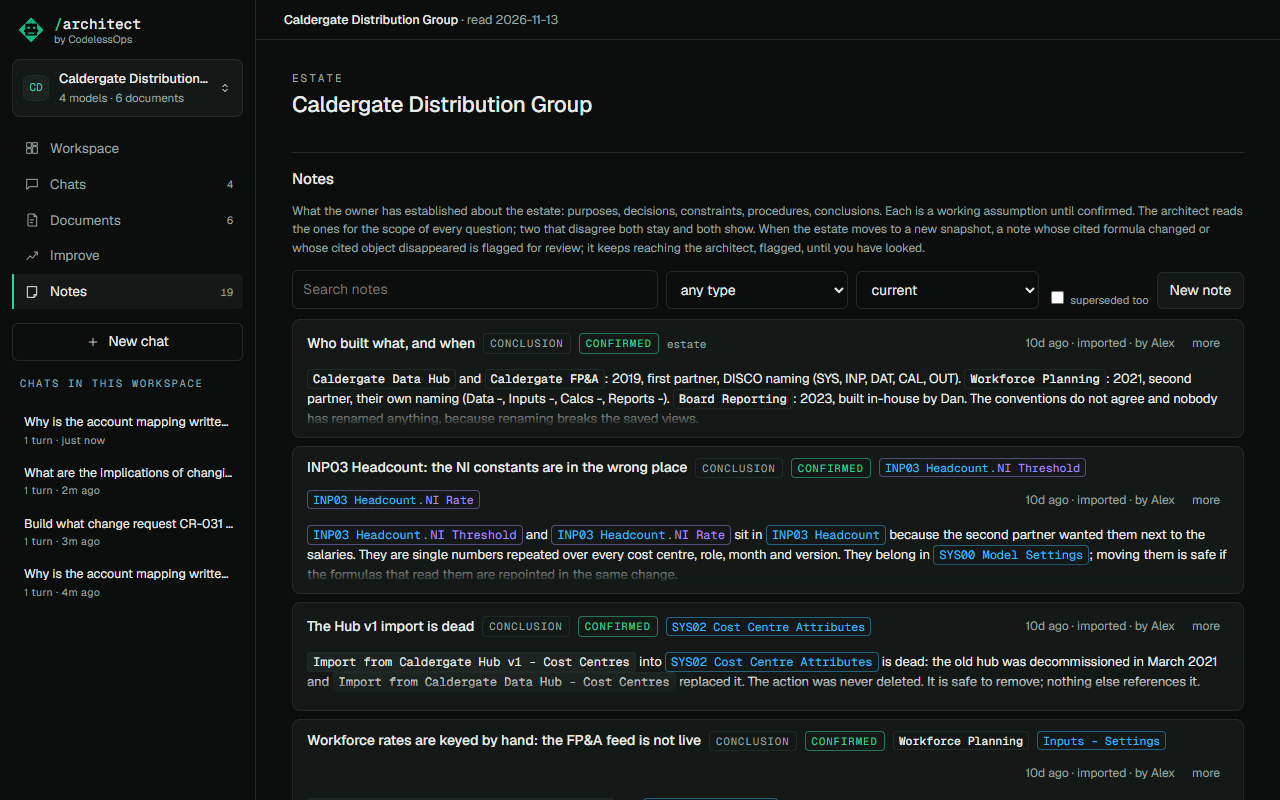 /architect
by CodelessOps
CD
Caldergate Distribution...
4 models · 6 documents
Workspace
Chats 4
Documents 6
Improve
Notes 19
+ New chat
CHATS IN THIS WORKSPACE
Why is the account mapping writte...
1 turn · just now
What are the implications of changi...
1 turn · 2m ago
Build what change request CR-031 ...
1 turn · 3m ago
Why is the account mapping writte...
1 turn · 4m ago
Caldergate Distribution Group · read 2026-11-13
ESTATE
Caldergate Distribution Group
Notes
What the owner has established about the estate: purposes, decisions, constraints, procedures, conclusions. Each is a working assumption until confirmed. The architect reads
the ones for the scope of every question; two that disagree both stay and both show. When the estate moves to a new snapshot, a note whose cited formula changed or
whose cited object disappeared is flagged for review; it keeps reaching the architect, flagged, until you have looked.
Search notes any type current superseded too New note
Who built what, and when CONCLUSION CONFIRMED estate 10d ago · imported · by Alex more
Caldergate Data Hub and Caldergate FP&A : 2019, first partner, DISCO naming (SYS, INP, DAT, CAL, OUT). Workforce Planning : 2021, second
partner, their own naming (Data -, Inputs -, Calcs -, Reports -). Board Reporting : 2023, built in-house by Dan. The conventions do not agree and nobody
has renamed anything, because renaming breaks the saved views.
INP03 Headcount: the NI constants are in the wrong place CONCLUSION CONFIRMED INP03 Headcount.NI Threshold
INP03 Headcount.NI Rate 10d ago · imported · by Alex more
INP03 Headcount.NI Threshold and INP03 Headcount.NI Rate sit in INP03 Headcount because the second partner wanted them next to the
salaries. They are single numbers repeated over every cost centre, role, month and version. They belong in SYS00 Model Settings ; moving them is safe if
the formulas that read them are repointed in the same change.
The Hub v1 import is dead CONCLUSION CONFIRMED SYS02 Cost Centre Attributes 10d ago · imported · by Alex more
Import from Caldergate Hub v1 - Cost Centres into SYS02 Cost Centre Attributes is dead: the old hub was decommissioned in March 2021
and Import from Caldergate Data Hub - Cost Centres replaced it. The action was never deleted. It is safe to remove; nothing else references it.
Workforce rates are keyed by hand: the FP&A feed is not live CONCLUSION CONFIRMED Workforce Planning Inputs - Settings
10d ago · imported · by Alex more